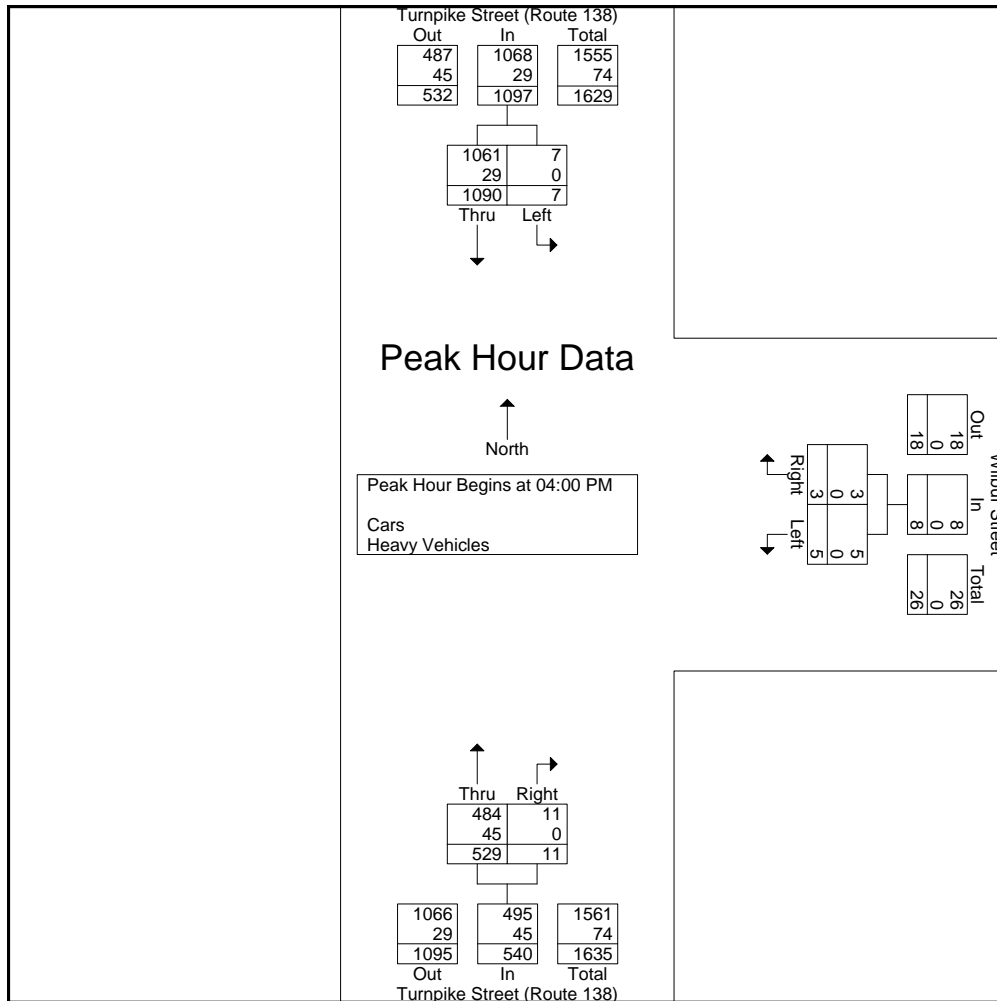 Turnpike Street (Route 138)
Out In Total
487 1068 1555
45 29 74
532 1097 1629
1061 7
29 0
1090 7
Thru Left
Peak Hour Data
North
Peak Hour Begins at 04:00 PM
Cars
Heavy Vehicles
Right Left
3 5
0 0
3 5
Wilbur Street
Out In Total
18 8 26
0 0 0
18 8 26
Thru Right
484 11
45 0
529 11
1066 495 1561
29 45 74
1095 540 1635
Out In Total
Turnpike Street (Route 138)